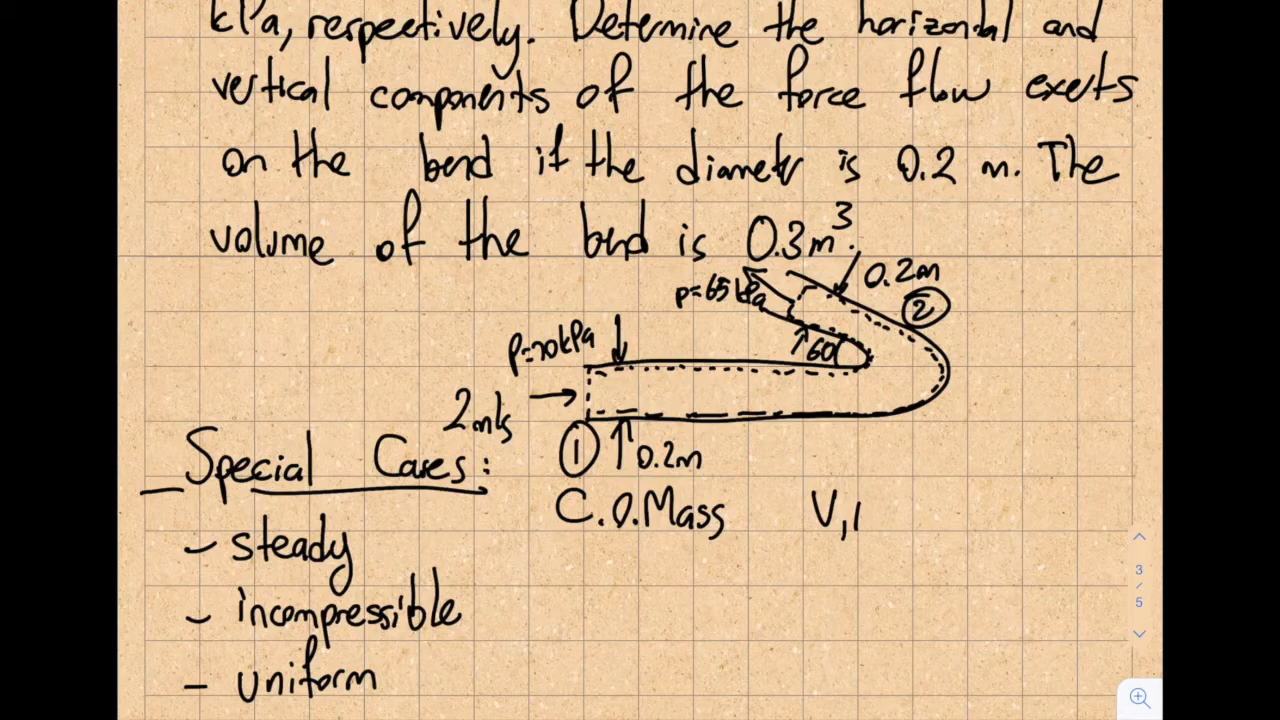 kPa, respectively. Determine the horizontal and
vertical components of the force flow exerts
on the bend if the diameter is 0.2 m. The
volume of the bend is 0.3m³.
0.2m
p=65kPa
②
p=70kPa
60
2m/s
① 0.2m
Special Cases:
C.O.Mass V,1
- steady
- incompressible
- uniform
3
/
5